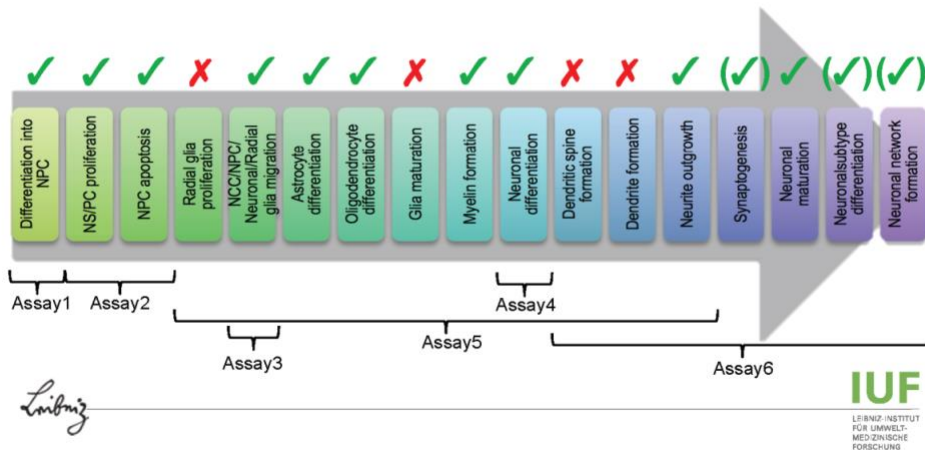 ✓ ✓ ✓ ✗ ✓ ✓ ✓ ✗ ✓ ✓ ✗ ✗ ✓ (✓) ✓ (✓) (✓)
Differentiation into
NPC
NS/PC proliferation
NPC apoptosis
Radial glia
proliferation
NCC/NPC/
Neuronal/Radial
glia migration
Astrocyte
differentiation
Oligodendrocyte
differentiation
Glia maturation
Myelin formation
Neuronal
differentiation
Dendritic spine
formation
Dendrite formation
Neurite outgrowth
Synaptogenesis
Neuronal
maturation
Neuronalsubtype
differentiation
Neuronal network
formation
Assay1
Assay2
Assay4
Assay3
Assay5
Assay6
Leibniz
IUF
LEIBNIZ-INSTITUT
FÜR UMWELT-
MEDIZINISCHE
FORSCHUNG